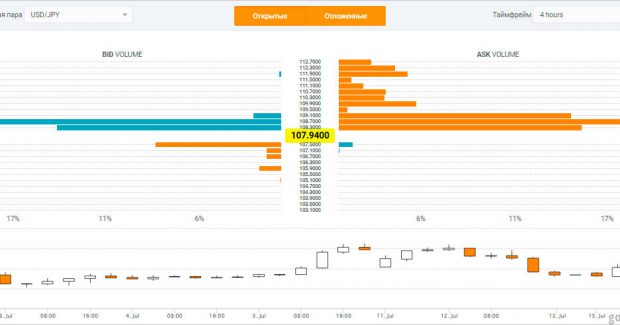 ая пара
USD/JPY
Открытые
Отложенные
Таймфрейм
4 hours
BID VOLUME
ASK VOLUME
112.7000
112.3000
111.9000
111.5000
111.1000
110.7000
110.3000
109.9000
109.5000
109.1000
108.7000
108.3000
107.9400
107.5000
107.1000
106.7000
106.3000
105.9000
105.5000
105.1000
104.7000
104.3000
103.9000
103.5000
103.1000
17%
11%
6%
6%
11%
17%
08:00
16:00
4. Jul
08:00
16:00
5. Jul
08:00
16:00
11. Jul
08:00
16:00
12. Jul
08:00
16:00
13. Jul
15. Jul
go